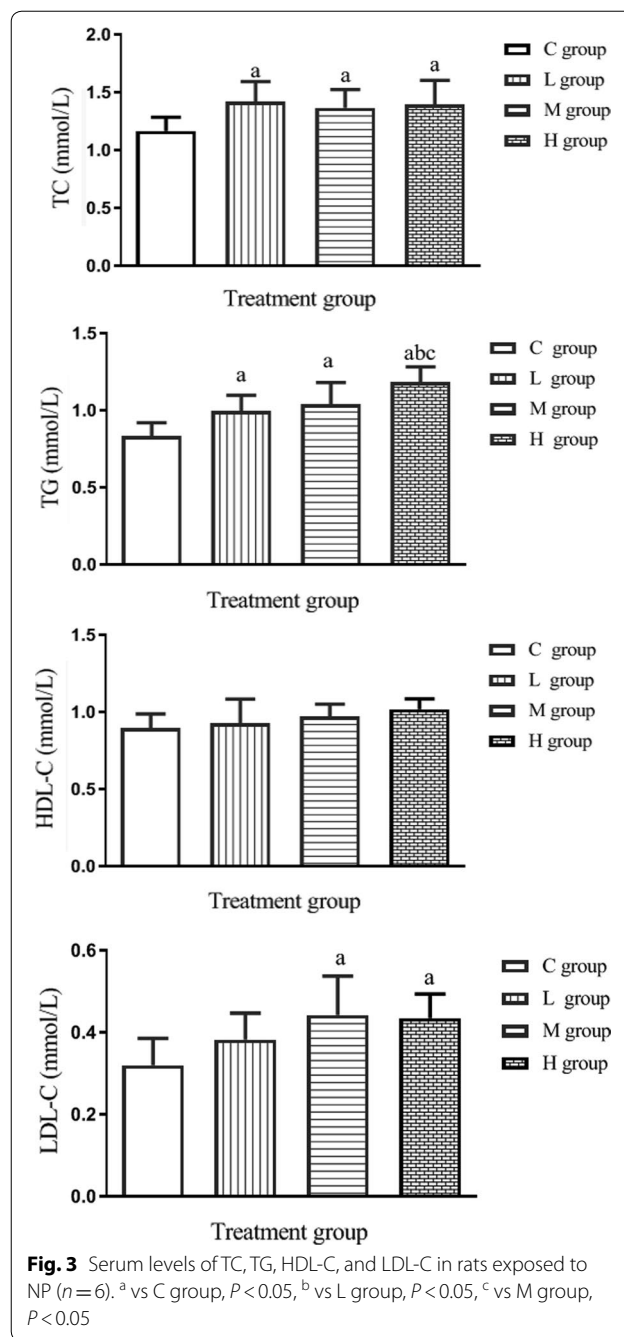 2.0
1.5
1.0
0.5
0.0
TC (mmol/L)
a
a
a
Treatment group
C group
L group
M group
H group
1.5
1.0
0.5
0.0
TG (mmol/L)
a
a
abc
Treatment group
C group
L group
M group
H group
1.5
1.0
0.5
0.0
HDL-C (mmol/L)
Treatment group
C group
L group
M group
H group
0.6
0.4
0.2
0.0
LDL-C (mmol/L)
a
a
Treatment group
C group
L group
M group
H group
Fig. 3 Serum levels of TC, TG, HDL-C, and LDL-C in rats exposed to
NP (n = 6). a vs C group, P < 0.05, b vs L group, P < 0.05, c vs M group,
P < 0.05